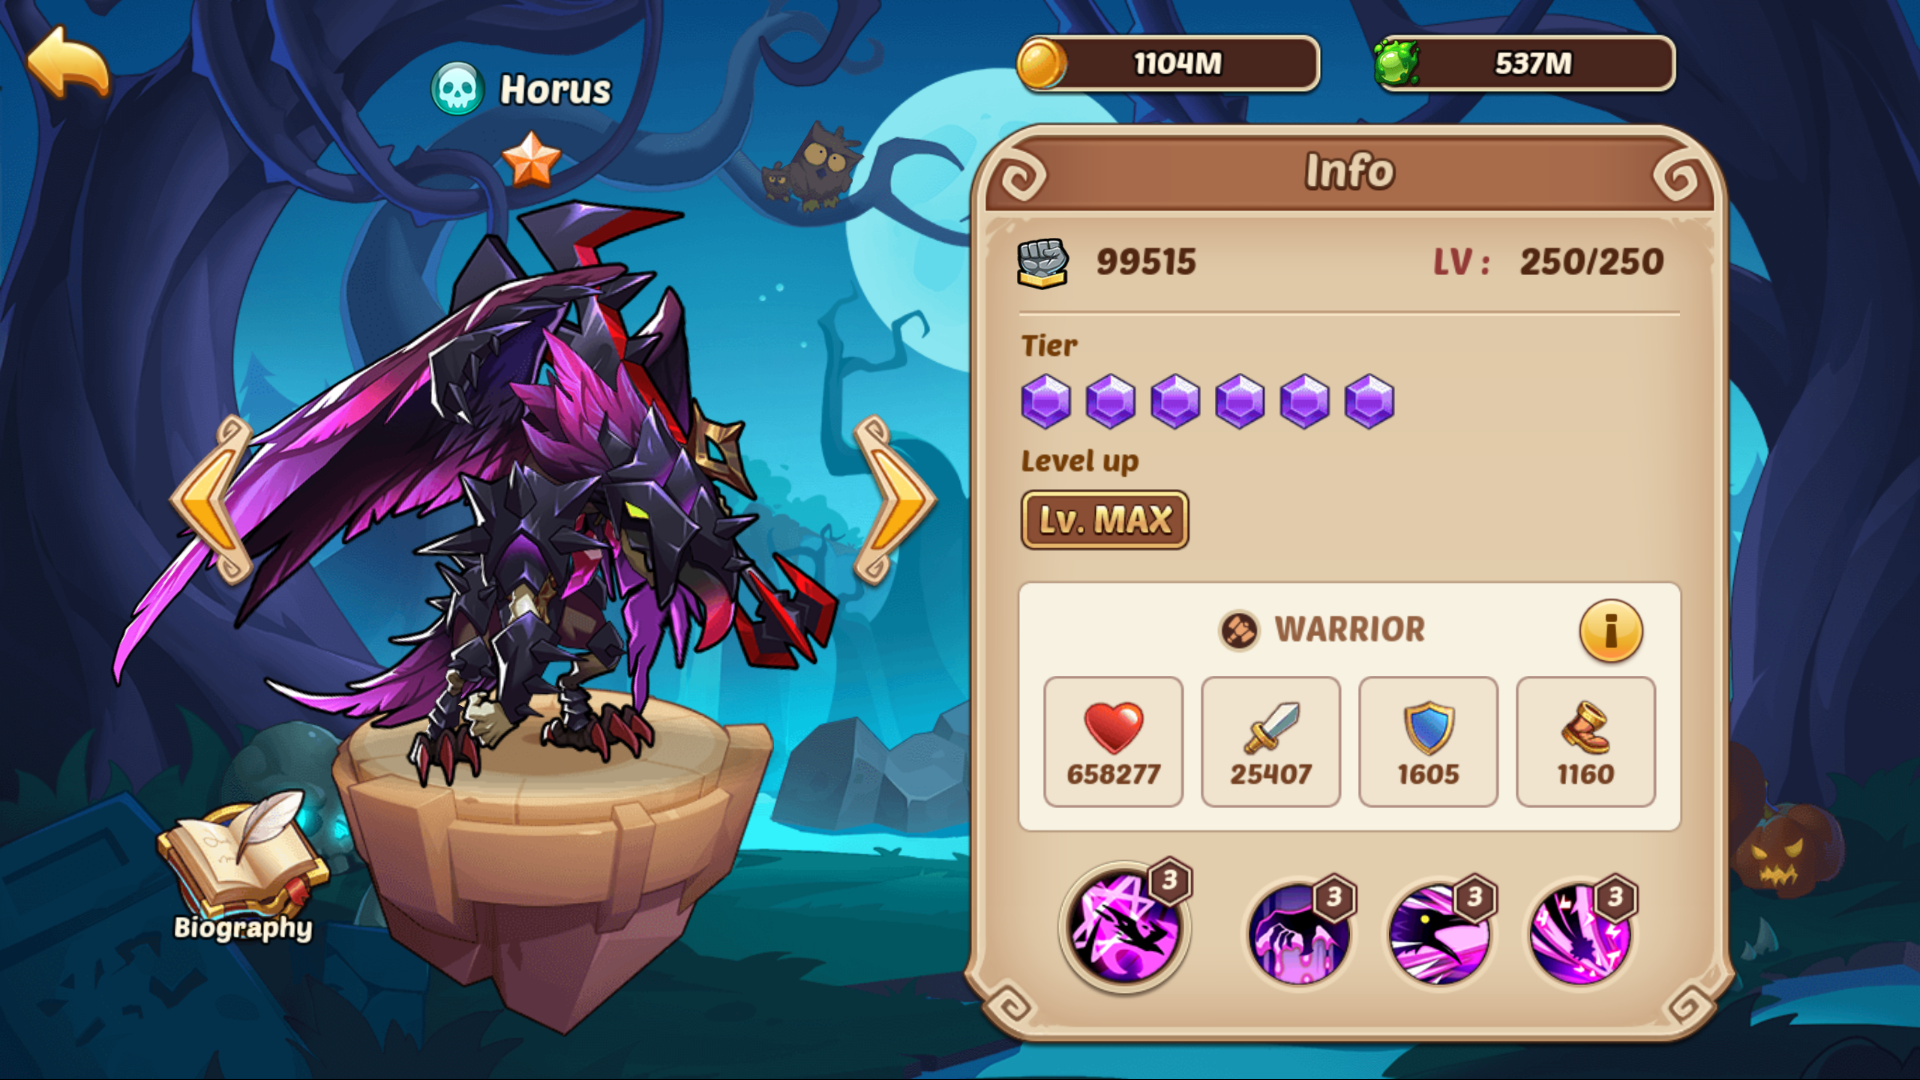 Horus
1104M
537M
Info
99515
LV : 250/250
Tier
Level up
Lv. MAX
WARRIOR
658277
25407
1605
1160
3
3
3
3
Biography